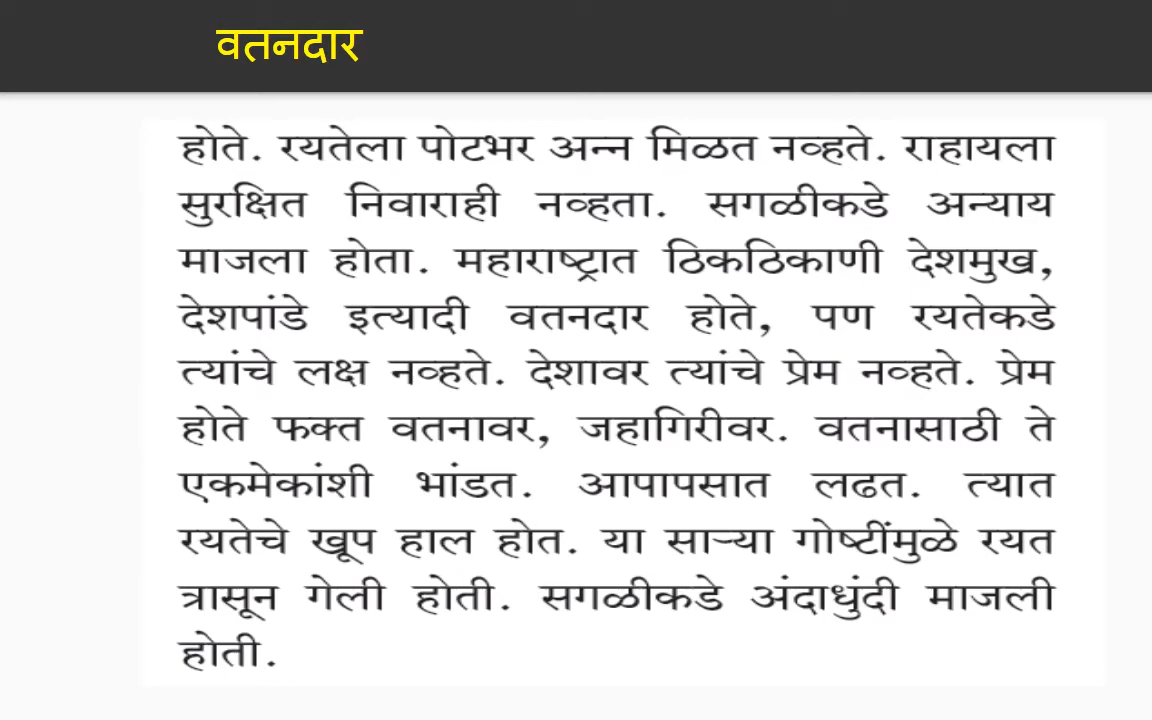 वतनदार
होते. रयतेला पोटभर अन्न मिळत नव्हते. राहायला
सुरक्षित निवाराही नव्हता. सगळीकडे अन्याय
माजला होता. महाराष्ट्रात ठिकठिकाणी देशमुख,
देशपांडे इत्यादी वतनदार होते, पण रयतेकडे
त्यांचे लक्ष नव्हते. देशावर त्यांचे प्रेम नव्हते. प्रेम
होते फक्त वतनावर, जहागिरीवर. वतनासाठी ते
एकमेकांशी भांडत. आपापसात लढत. त्यात
रयतेचे खूप हाल होत. या साऱ्या गोष्टींमुळे रयत
त्रासून गेली होती. सगळीकडे अंदाधुंदी माजली
होती.